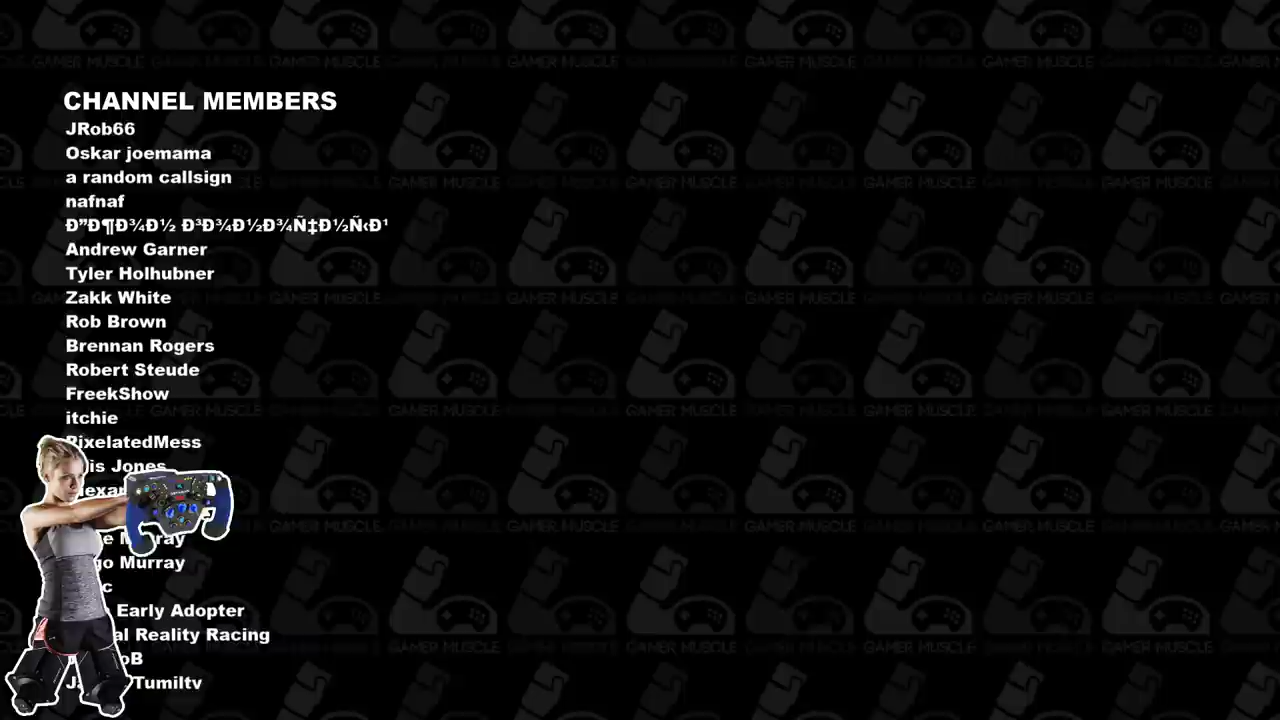 CHANNEL MEMBERS
JRob66
Oskar joemama
a random callsign
nafnaf
Ð”Ð¶Ð¾Ð½ Ð³Ð¾Ð½Ð¾Ñ‡Ð½Ñ‹Ð¹
Andrew Garner
Tyler Holhubner
Zakk White
Rob Brown
Brennan Rogers
Robert Steude
FreekShow
itchie
PixelatedMess
Jones
Murray
Early Adopter
Reality Racing
Tumiltv
GAMER MUSCLE